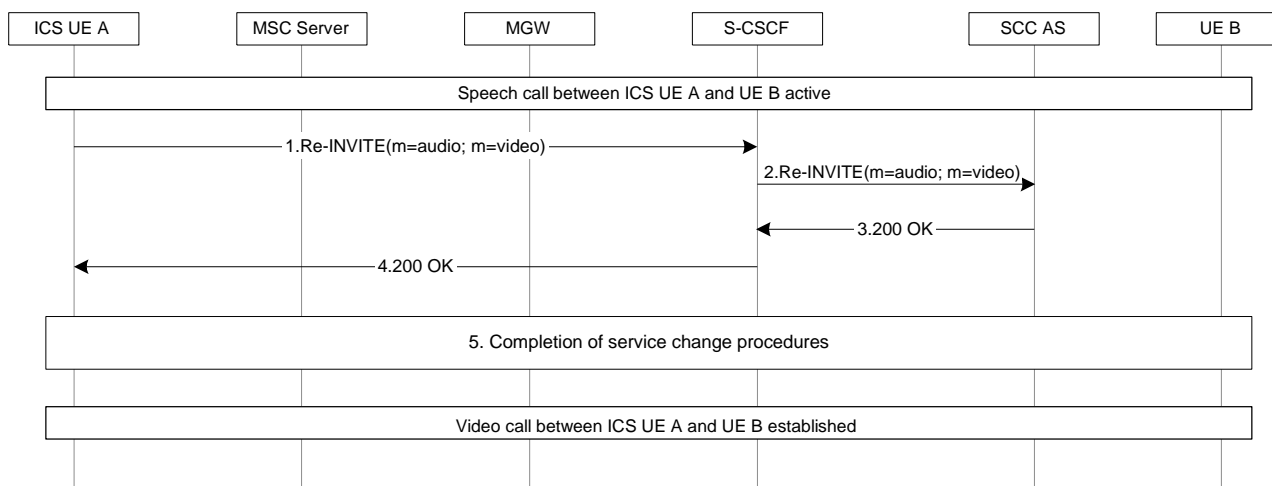 ICS UE A
MSC Server
MGW
S-CSCF
SCC AS
UE B
Speech call between ICS UE A and UE B active
1.Re-INVITE(m=audio; m=video)
2.Re-INVITE(m=audio; m=video)
3.200 OK
4.200 OK
5. Completion of service change procedures
Video call between ICS UE A and UE B established